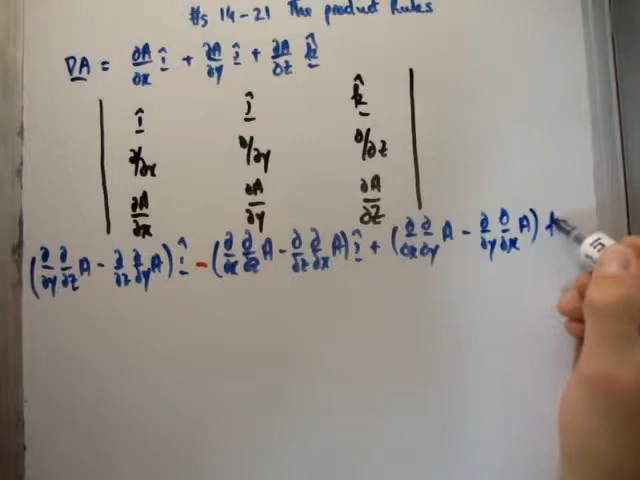 #s 14-21 The product Rules
∇A = ∂A/∂x î + ∂A/∂y ĵ + ∂A/∂z k̂
| î ĵ k̂ |
| ∂/∂x ∂/∂y ∂/∂z |
| ∂A/∂x ∂A/∂y ∂A/∂z |
(∂/∂y ∂/∂z A - ∂/∂z ∂/∂y A) î - (∂/∂x ∂/∂z A - ∂/∂z ∂/∂x A) ĵ + (∂/∂x ∂/∂y A - ∂/∂y ∂/∂x A)